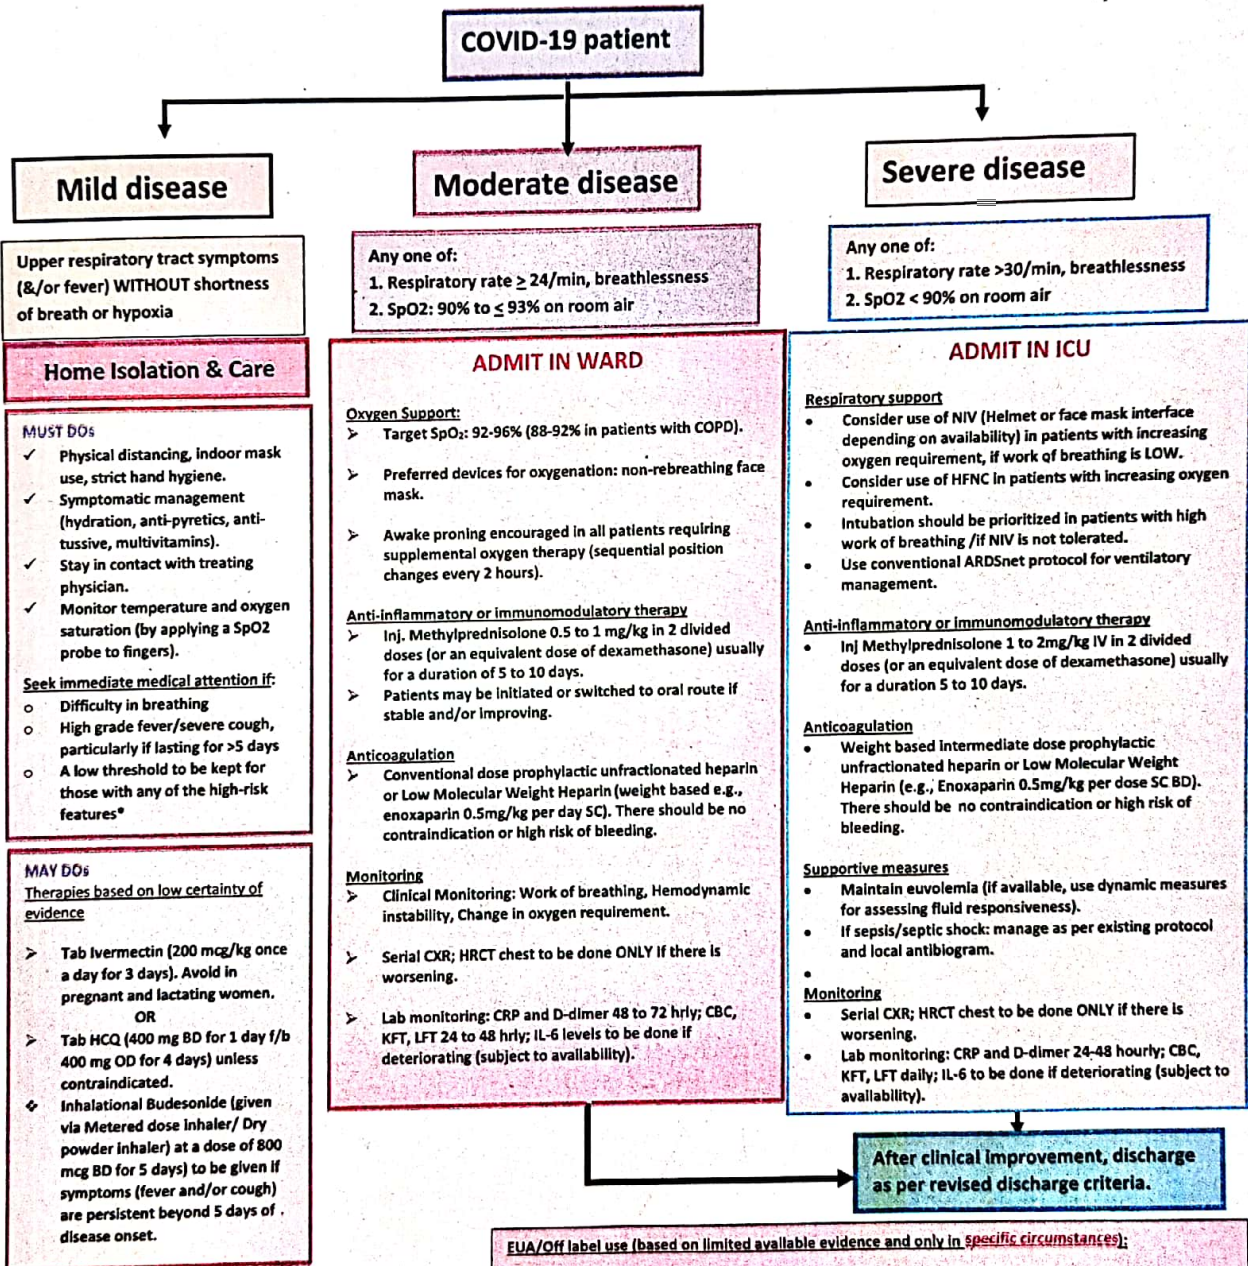 COVID-19 patient
Mild disease
Upper respiratory tract symptoms
(&/or fever) WITHOUT shortness
of breath or hypoxia
Home Isolation & Care
MUST DOs
✓ Physical distancing, indoor mask
use, strict hand hygiene.
✓ Symptomatic management
(hydration, anti-pyretics, anti-
tussive, multivitamins).
✓ Stay in contact with treating
physician.
✓ Monitor temperature and oxygen
saturation (by applying a SpO2
probe to fingers).
Seek immediate medical attention if:
o Difficulty in breathing
o High grade fever/severe cough,
particularly if lasting for >5 days
o A low threshold to be kept for
those with any of the high-risk
features*
MAY DOs
Therapies based on low certainty of
evidence
➢ Tab Ivermectin (200 mcg/kg once
a day for 3 days). Avoid in
pregnant and lactating women.
OR
➢ Tab HCQ (400 mg BD for 1 day f/b
400 mg OD for 4 days) unless
contraindicated.
❖ Inhalational Budesonide (given
via Metered dose inhaler/ Dry
powder inhaler) at a dose of 800
mcg BD for 5 days) to be given if
symptoms (fever and/or cough)
are persistent beyond 5 days of
disease onset.
Moderate disease
Any one of:
1. Respiratory rate ≥ 24/min, breathlessness
2. SpO2: 90% to ≤ 93% on room air
ADMIT IN WARD
Oxygen Support:
➢ Target SpO₂: 92-96% (88-92% in patients with COPD).
➢ Preferred devices for oxygenation: non-rebreathing face
mask.
➢ Awake proning encouraged in all patients requiring
supplemental oxygen therapy (sequential position
changes every 2 hours).
Anti-inflammatory or immunomodulatory therapy
➢ Inj. Methylprednisolone 0.5 to 1 mg/kg in 2 divided
doses (or an equivalent dose of dexamethasone) usually
for a duration of 5 to 10 days.
➢ Patients may be initiated or switched to oral route if
stable and/or improving.
Anticoagulation
➢ Conventional dose prophylactic unfractionated heparin
or Low Molecular Weight Heparin (weight based e.g.,
enoxaparin 0.5mg/kg per day SC). There should be no
contraindication or high risk of bleeding.
Monitoring
➢ Clinical Monitoring: Work of breathing, Hemodynamic
instability, Change in oxygen requirement.
➢ Serial CXR; HRCT chest to be done ONLY if there is
worsening.
➢ Lab monitoring: CRP and D-dimer 48 to 72 hrly; CBC,
KFT, LFT 24 to 48 hrly; IL-6 levels to be done if
deteriorating (subject to availability).
Severe disease
Any one of:
1. Respiratory rate >30/min, breathlessness
2. SpO2 < 90% on room air
ADMIT IN ICU
Respiratory support
• Consider use of NIV (Helmet or face mask interface
depending on availability) in patients with increasing
oxygen requirement, if work of breathing is LOW.
• Consider use of HFNC in patients with increasing oxygen
requirement.
• Intubation should be prioritized in patients with high
work of breathing /if NIV is not tolerated.
• Use conventional ARDSnet protocol for ventilatory
management.
Anti-inflammatory or immunomodulatory therapy
• Inj Methylprednisolone 1 to 2mg/kg IV in 2 divided
doses (or an equivalent dose of dexamethasone) usually
for a duration 5 to 10 days.
Anticoagulation
• Weight based intermediate dose prophylactic
unfractionated heparin or Low Molecular Weight
Heparin (e.g., Enoxaparin 0.5mg/kg per dose SC BD).
There should be no contraindication or high risk of
bleeding.
Supportive measures
• Maintain euvolemia (if available, use dynamic measures
for assessing fluid responsiveness).
• If sepsis/septic shock: manage as per existing protocol
and local antibiogram.
•
Monitoring
• Serial CXR; HRCT chest to be done ONLY if there is
worsening.
• Lab monitoring: CRP and D-dimer 24-48 hourly; CBC,
KFT, LFT daily; IL-6 to be done if deteriorating (subject to
availability).
After clinical improvement, discharge
as per revised discharge criteria.
EUA/Off label use (based on limited available evidence and only in specific circumstances):